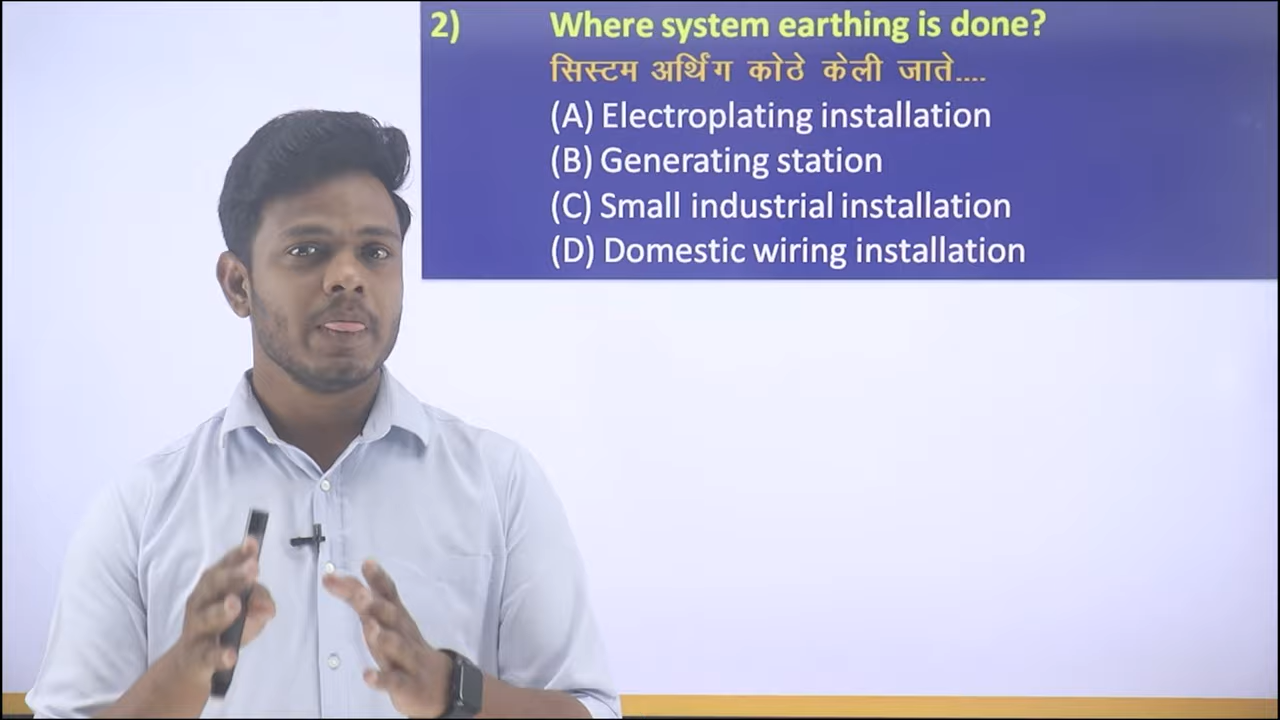 2) Where system earthing is done?
सिस्टम अर्थिंग कोठे केली जाते....
(A) Electroplating installation
(B) Generating station
(C) Small industrial installation
(D) Domestic wiring installation